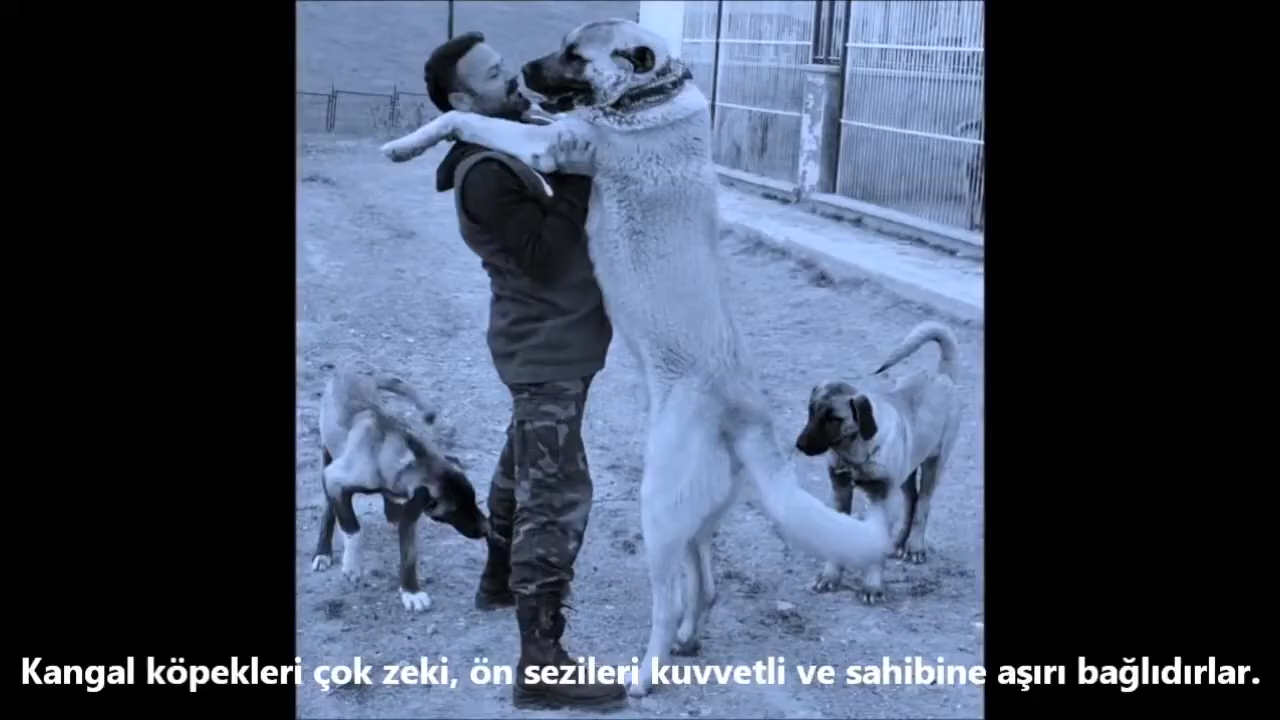 Kangal köpekleri çok zeki, ön sezileri kuvvetli ve sahibine aşırı bağlıdırlar.